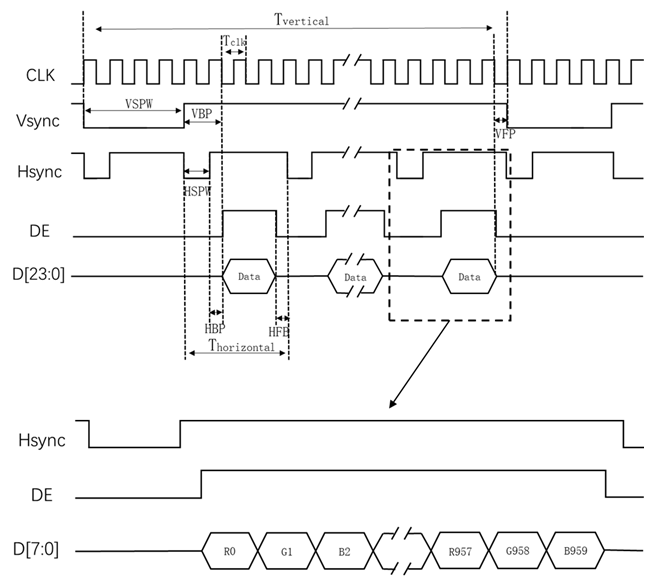 Tvertical
Tclk
CLK
VSPW
VBP
Vsync
VFP
Hsync
HSPW
DE
D[23:0]
Data
Data
Data
HBP
HFB
Thorizontal
Hsync
DE
D[7:0]
R0
G1
B2
R957
G958
B959